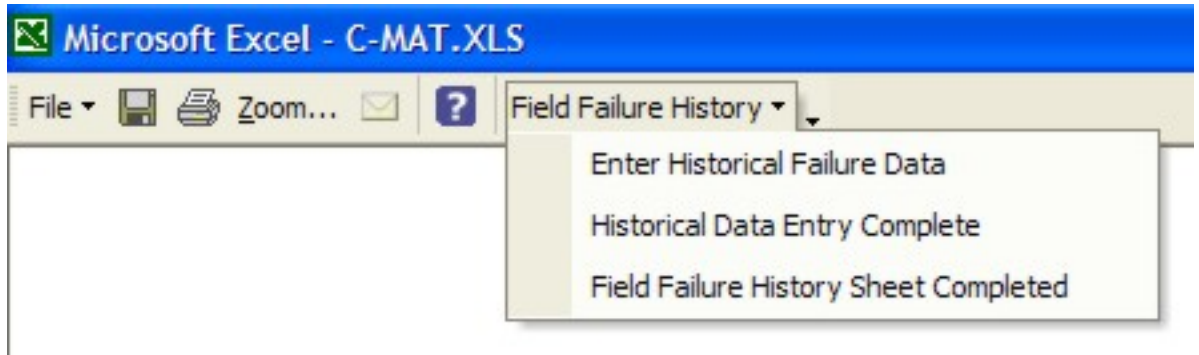 Microsoft Excel - C-MAT.XLS
File Zoom... ? Field Failure History
Enter Historical Failure Data
Historical Data Entry Complete
Field Failure History Sheet Completed